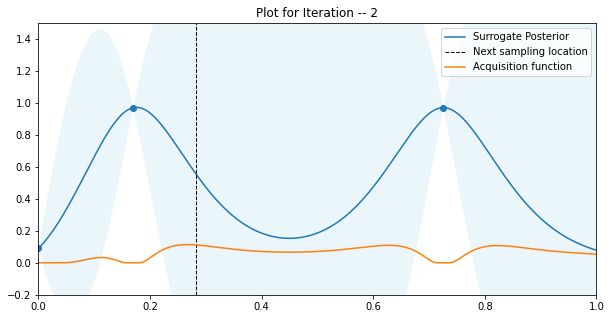 Plot for Iteration -- 2
1.4
1.2
1.0
0.8
0.6
0.4
0.2
0.0
−0.2
0.0 0.2 0.4 0.6 0.8 1.0
Surrogate Posterior
Next sampling location
Acquisition function